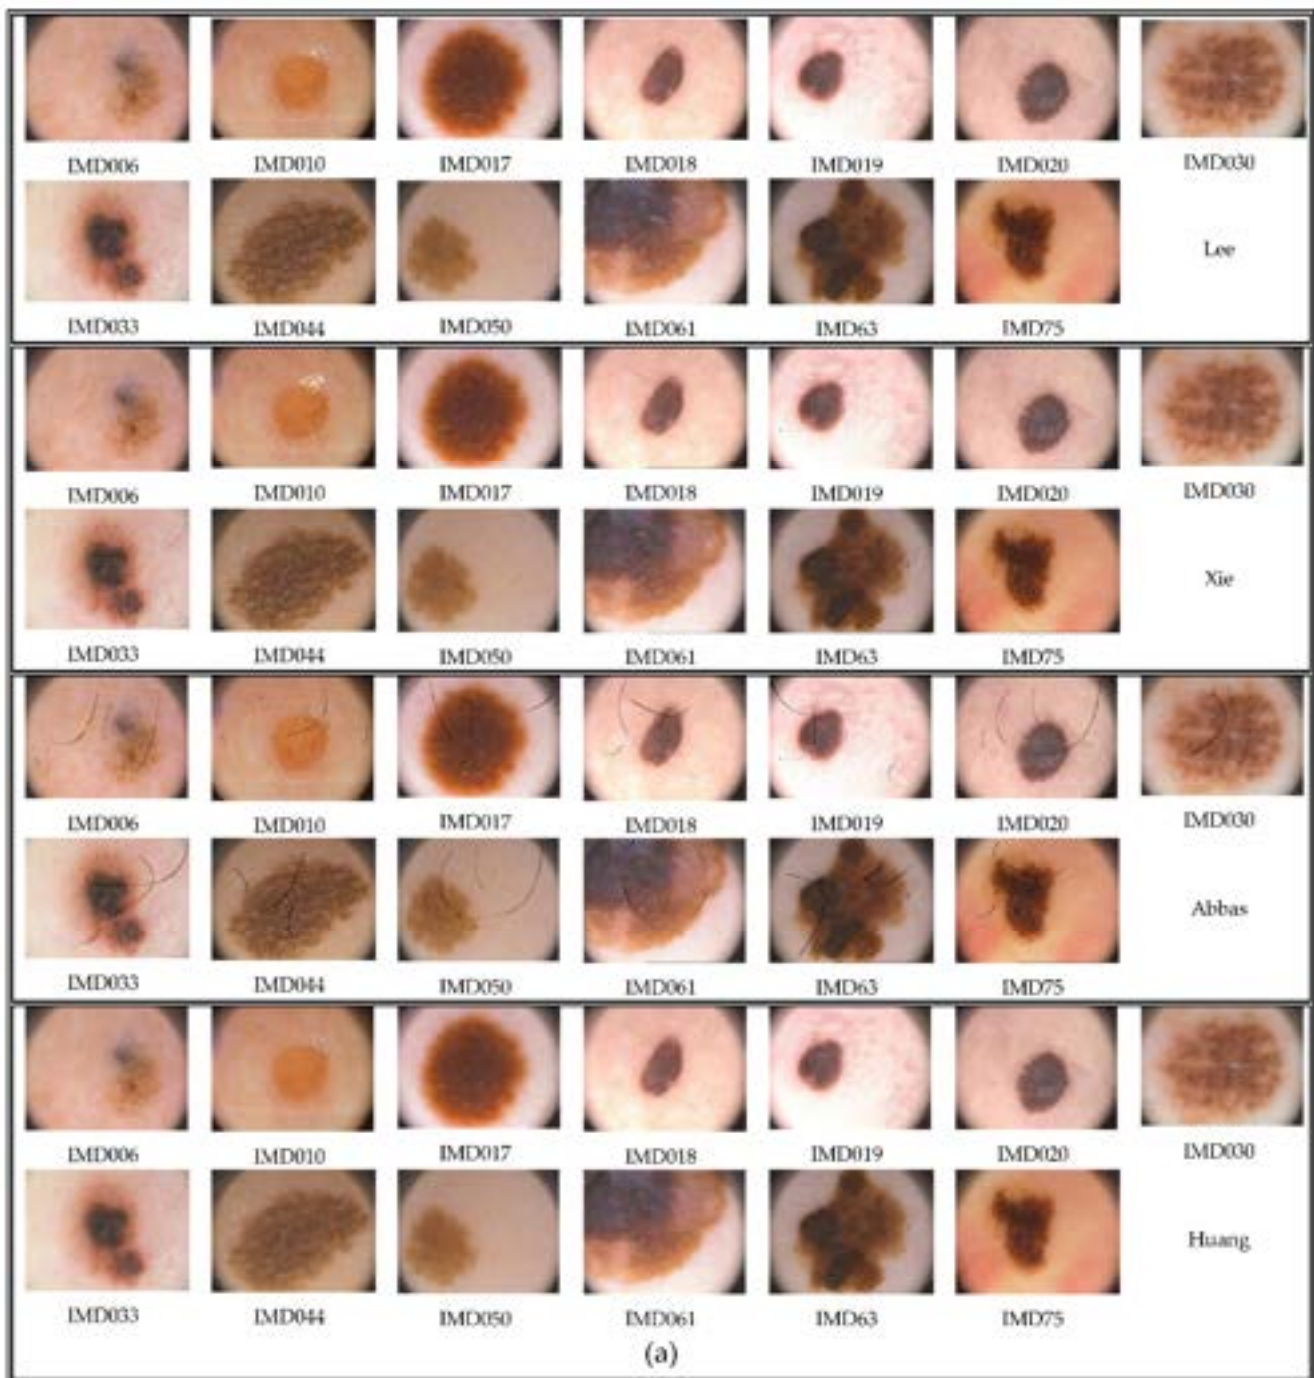 IMD006 IMD010 IMD017 IMD018 IMD019 IMD020 IMD030
Lee
IMD033 IMD044 IMD050 IMD061 IMD63 IMD75
IMD006 IMD010 IMD017 IMD018 IMD019 IMD020 IMD030
Xie
IMD033 IMD044 IMD050 IMD061 IMD63 IMD75
IMD006 IMD010 IMD017 IMD018 IMD019 IMD020 IMD030
Abbas
IMD033 IMD044 IMD050 IMD061 IMD63 IMD75
IMD006 IMD010 IMD017 IMD018 IMD019 IMD020 IMD030
Huang
IMD033 IMD044 IMD050 IMD061 IMD63 IMD75
(a)